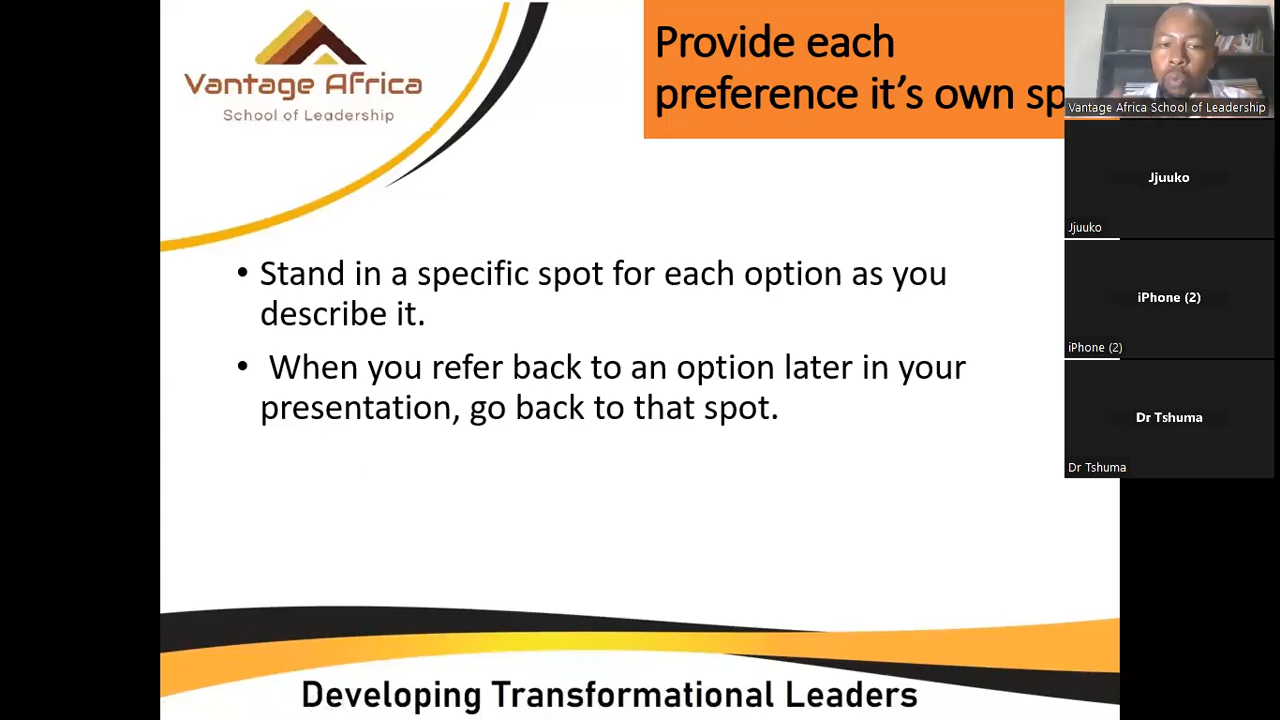 Vantage Africa
School of Leadership
Provide each
preference it's own
• Stand in a specific spot for each option as you
describe it.
• When you refer back to an option later in your
presentation, go back to that spot.
Developing Transformational Leaders
Vantage Africa School of Leadership
Jjuuko
Jjuuko
iPhone (2)
iPhone (2)
Dr Tshuma
Dr Tshuma